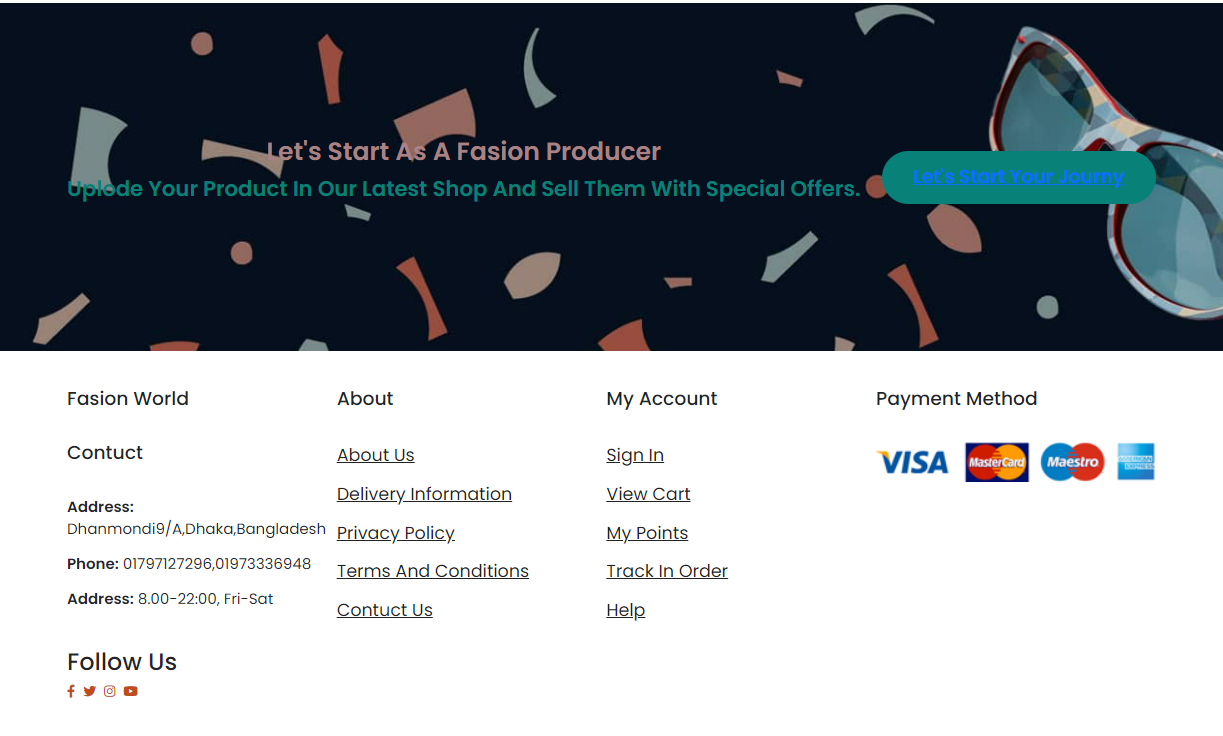 Let's Start As A Fasion Producer
Uplode Your Product In Our Latest Shop And Sell Them With Special Offers.
Let's Start Your Journy
Fasion World
Contuct
Address:
Dhanmondi9/A,Dhaka,Bangladesh
Phone: 01797127296,01973336948
Address: 8.00-22:00, Fri-Sat
Follow Us
About
About Us
Delivery Information
Privacy Policy
Terms And Conditions
Contuct Us
My Account
Sign In
View Cart
My Points
Track In Order
Help
Payment Method
VISA MasterCard Maestro AMERICAN EXPRESS